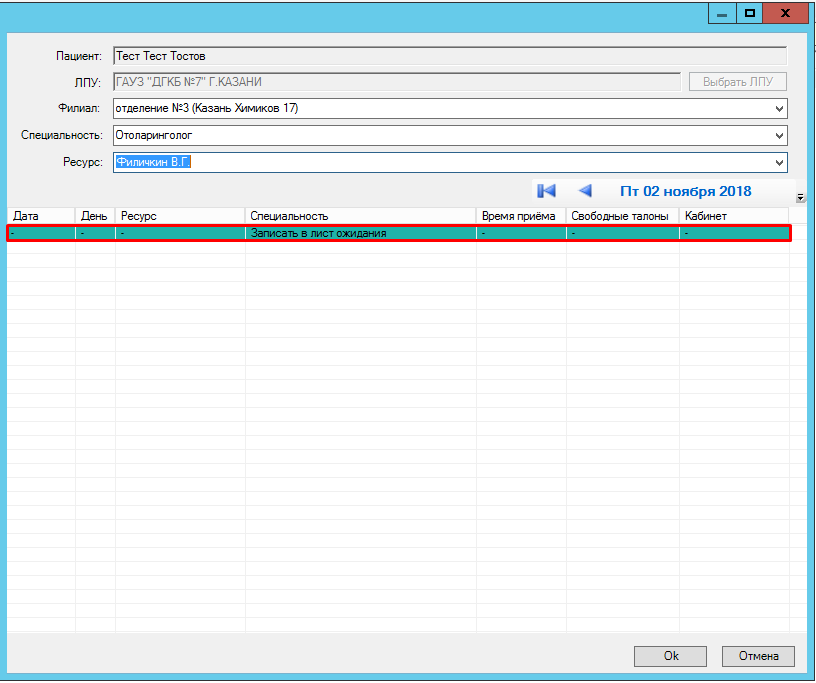 Пациент: Тест Тест Тостов
ЛПУ: ГАУЗ "ДГКБ №7" Г.КАЗАНИ Выбрать ЛПУ
Филиал: отделение №3 (Казань Химиков 17)
Специальность: Отоларинголог
Ресурс: Филичкин В.Г.
Пт 02 ноября 2018
Дата День Ресурс Специальность Время приёма Свободные талоны Кабинет
- - - Записать в лист ожидания - - -
Ok Отмена